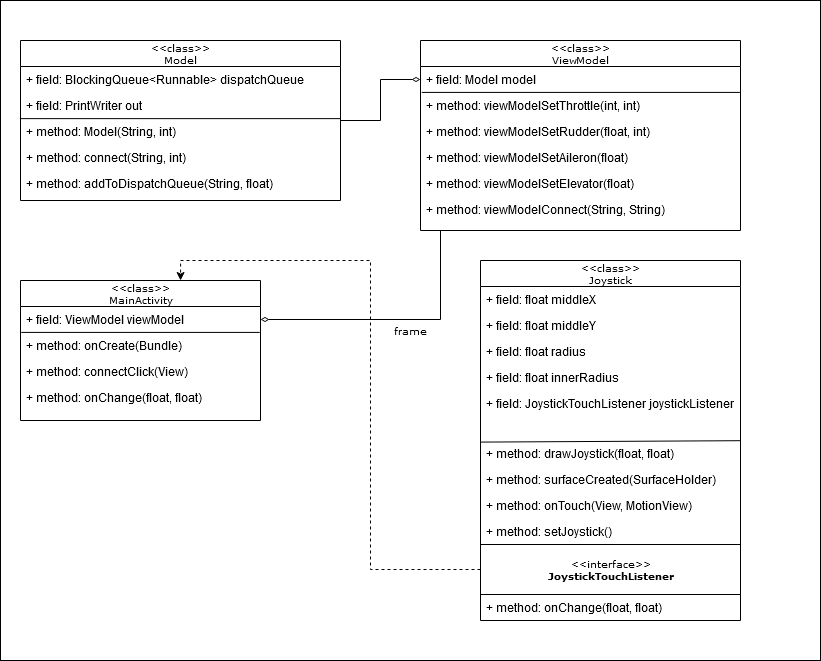 <<class>>
Model
+ field: BlockingQueue<Runnable> dispatchQueue
+ field: PrintWriter out
+ method: Model(String, int)
+ method: connect(String, int)
+ method: addToDispatchQueue(String, float)
<<class>>
ViewModel
+ field: Model model
+ method: viewModelSetThrottle(int, int)
+ method: viewModelSetRudder(float, int)
+ method: viewModelSetAileron(float)
+ method: viewModelSetElevator(float)
+ method: viewModelConnect(String, String)
<<class>>
MainActivity
+ field: ViewModel viewModel
+ method: onCreate(Bundle)
+ method: connectClick(View)
+ method: onChange(float, float)
frame
<<class>>
Joystick
+ field: float middleX
+ field: float middleY
+ field: float radius
+ field: float innerRadius
+ field: JoystickTouchListener joystickListener
+ method: drawJoystick(float, float)
+ method: surfaceCreated(SurfaceHolder)
+ method: onTouch(View, MotionView)
+ method: setJoystick()
<<interface>>
JoystickTouchListener
+ method: onChange(float, float)